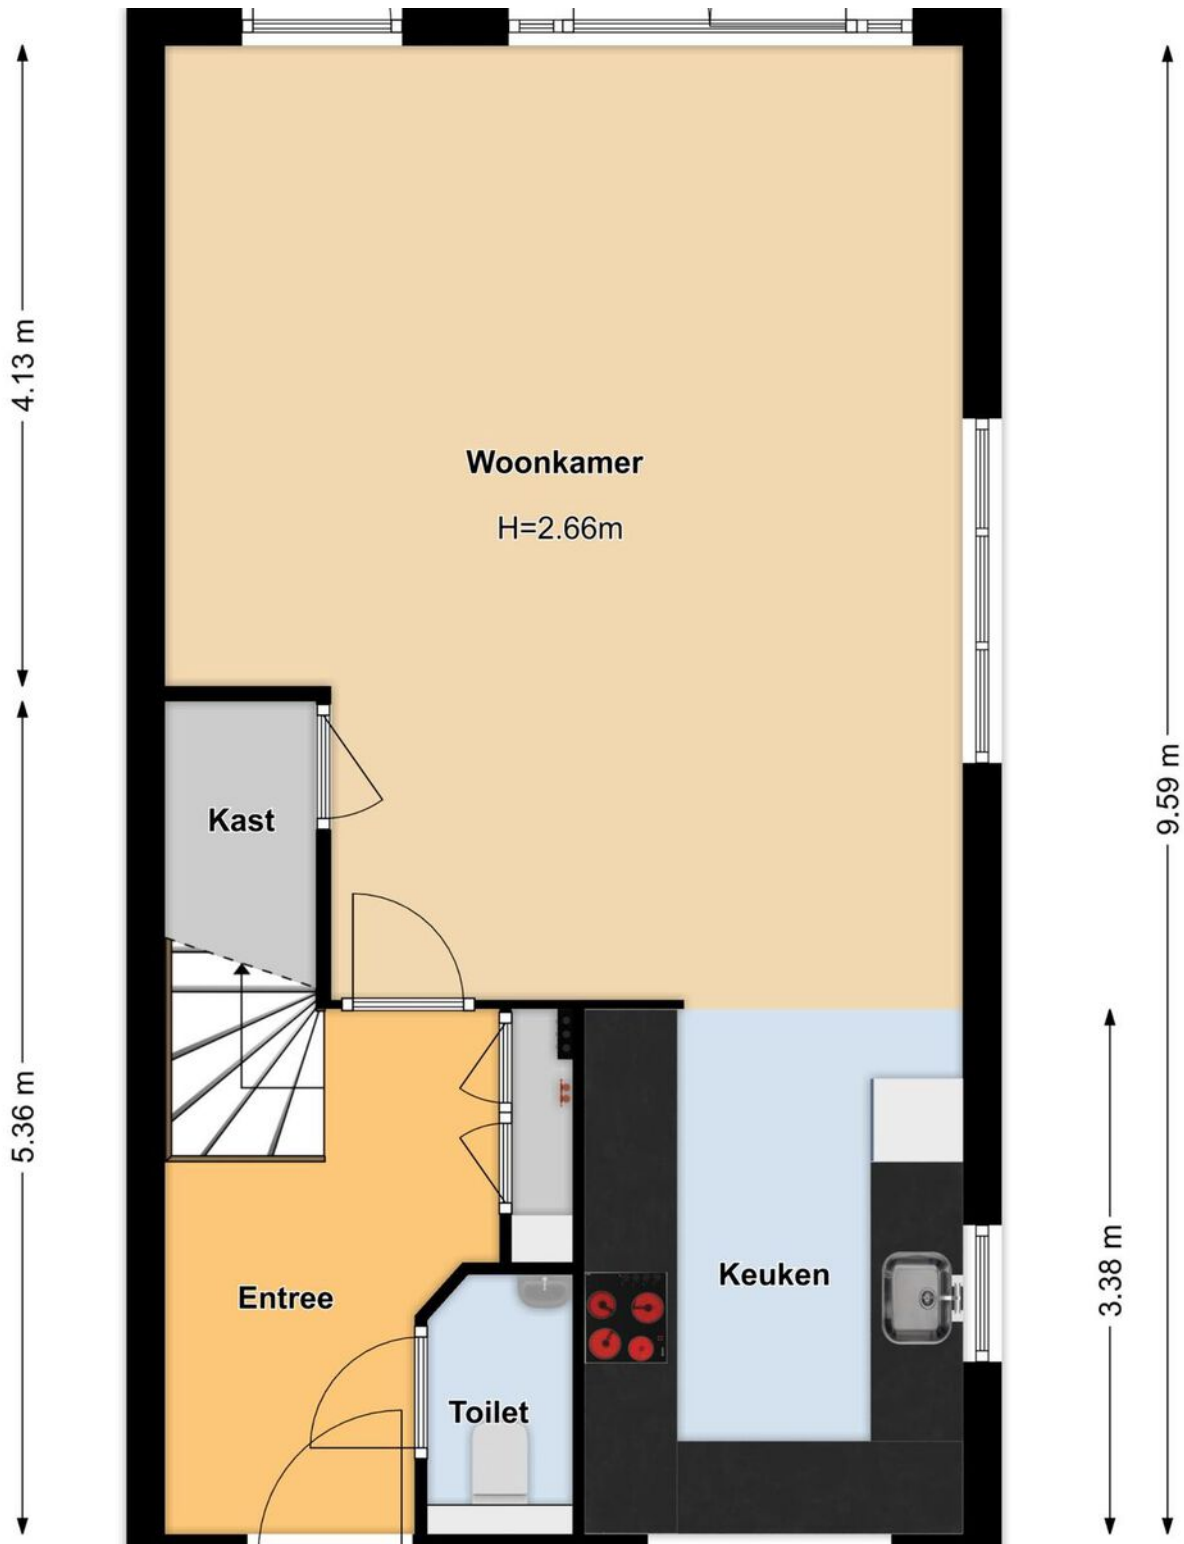 4.13 m
Woonkamer
H=2.66m
9.59 m
Kast
5.36 m
3.38 m
Keuken
Entree
Toilet